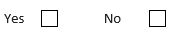 Yes No